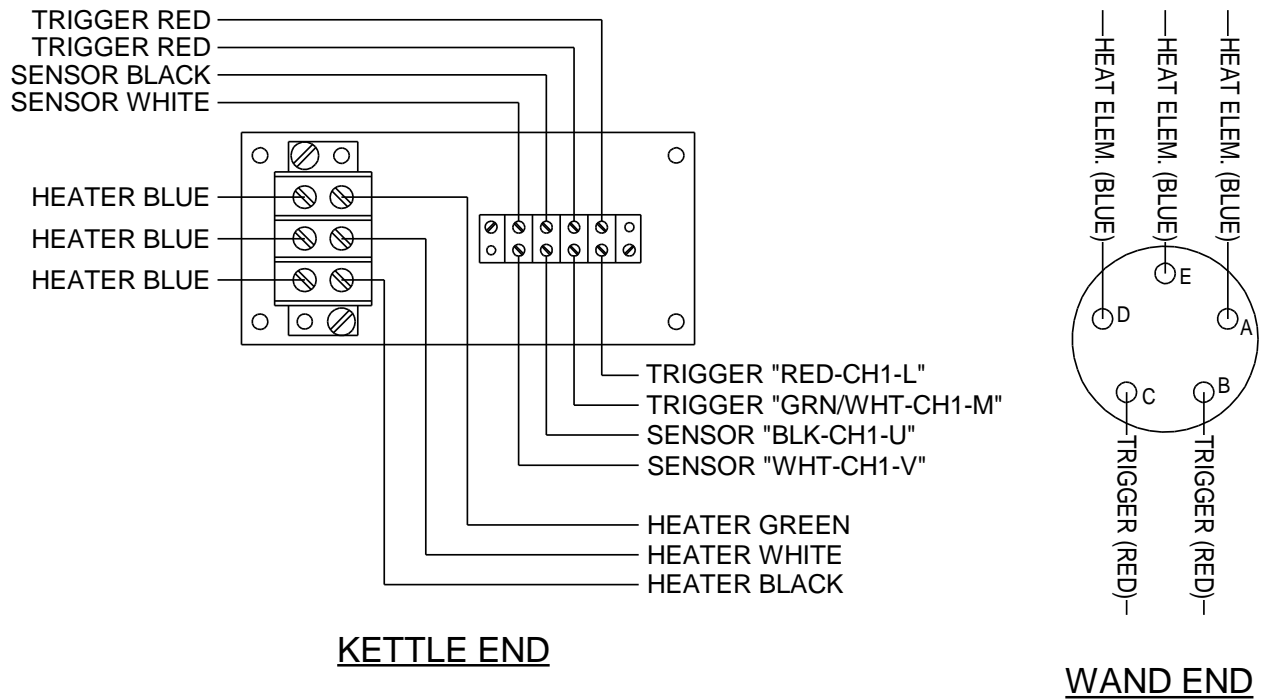 TRIGGER RED
TRIGGER RED
SENSOR BLACK
SENSOR WHITE
HEATER BLUE
HEATER BLUE
HEATER BLUE
TRIGGER "RED-CH1-L"
TRIGGER "GRN/WHT-CH1-M"
SENSOR "BLK-CH1-U"
SENSOR "WHT-CH1-V"
HEATER GREEN
HEATER WHITE
HEATER BLACK
KETTLE END
HEAT ELEM. (BLUE)
HEAT ELEM. (BLUE)
HEAT ELEM. (BLUE)
E
D
A
C
B
TRIGGER (RED)
TRIGGER (RED)
WAND END